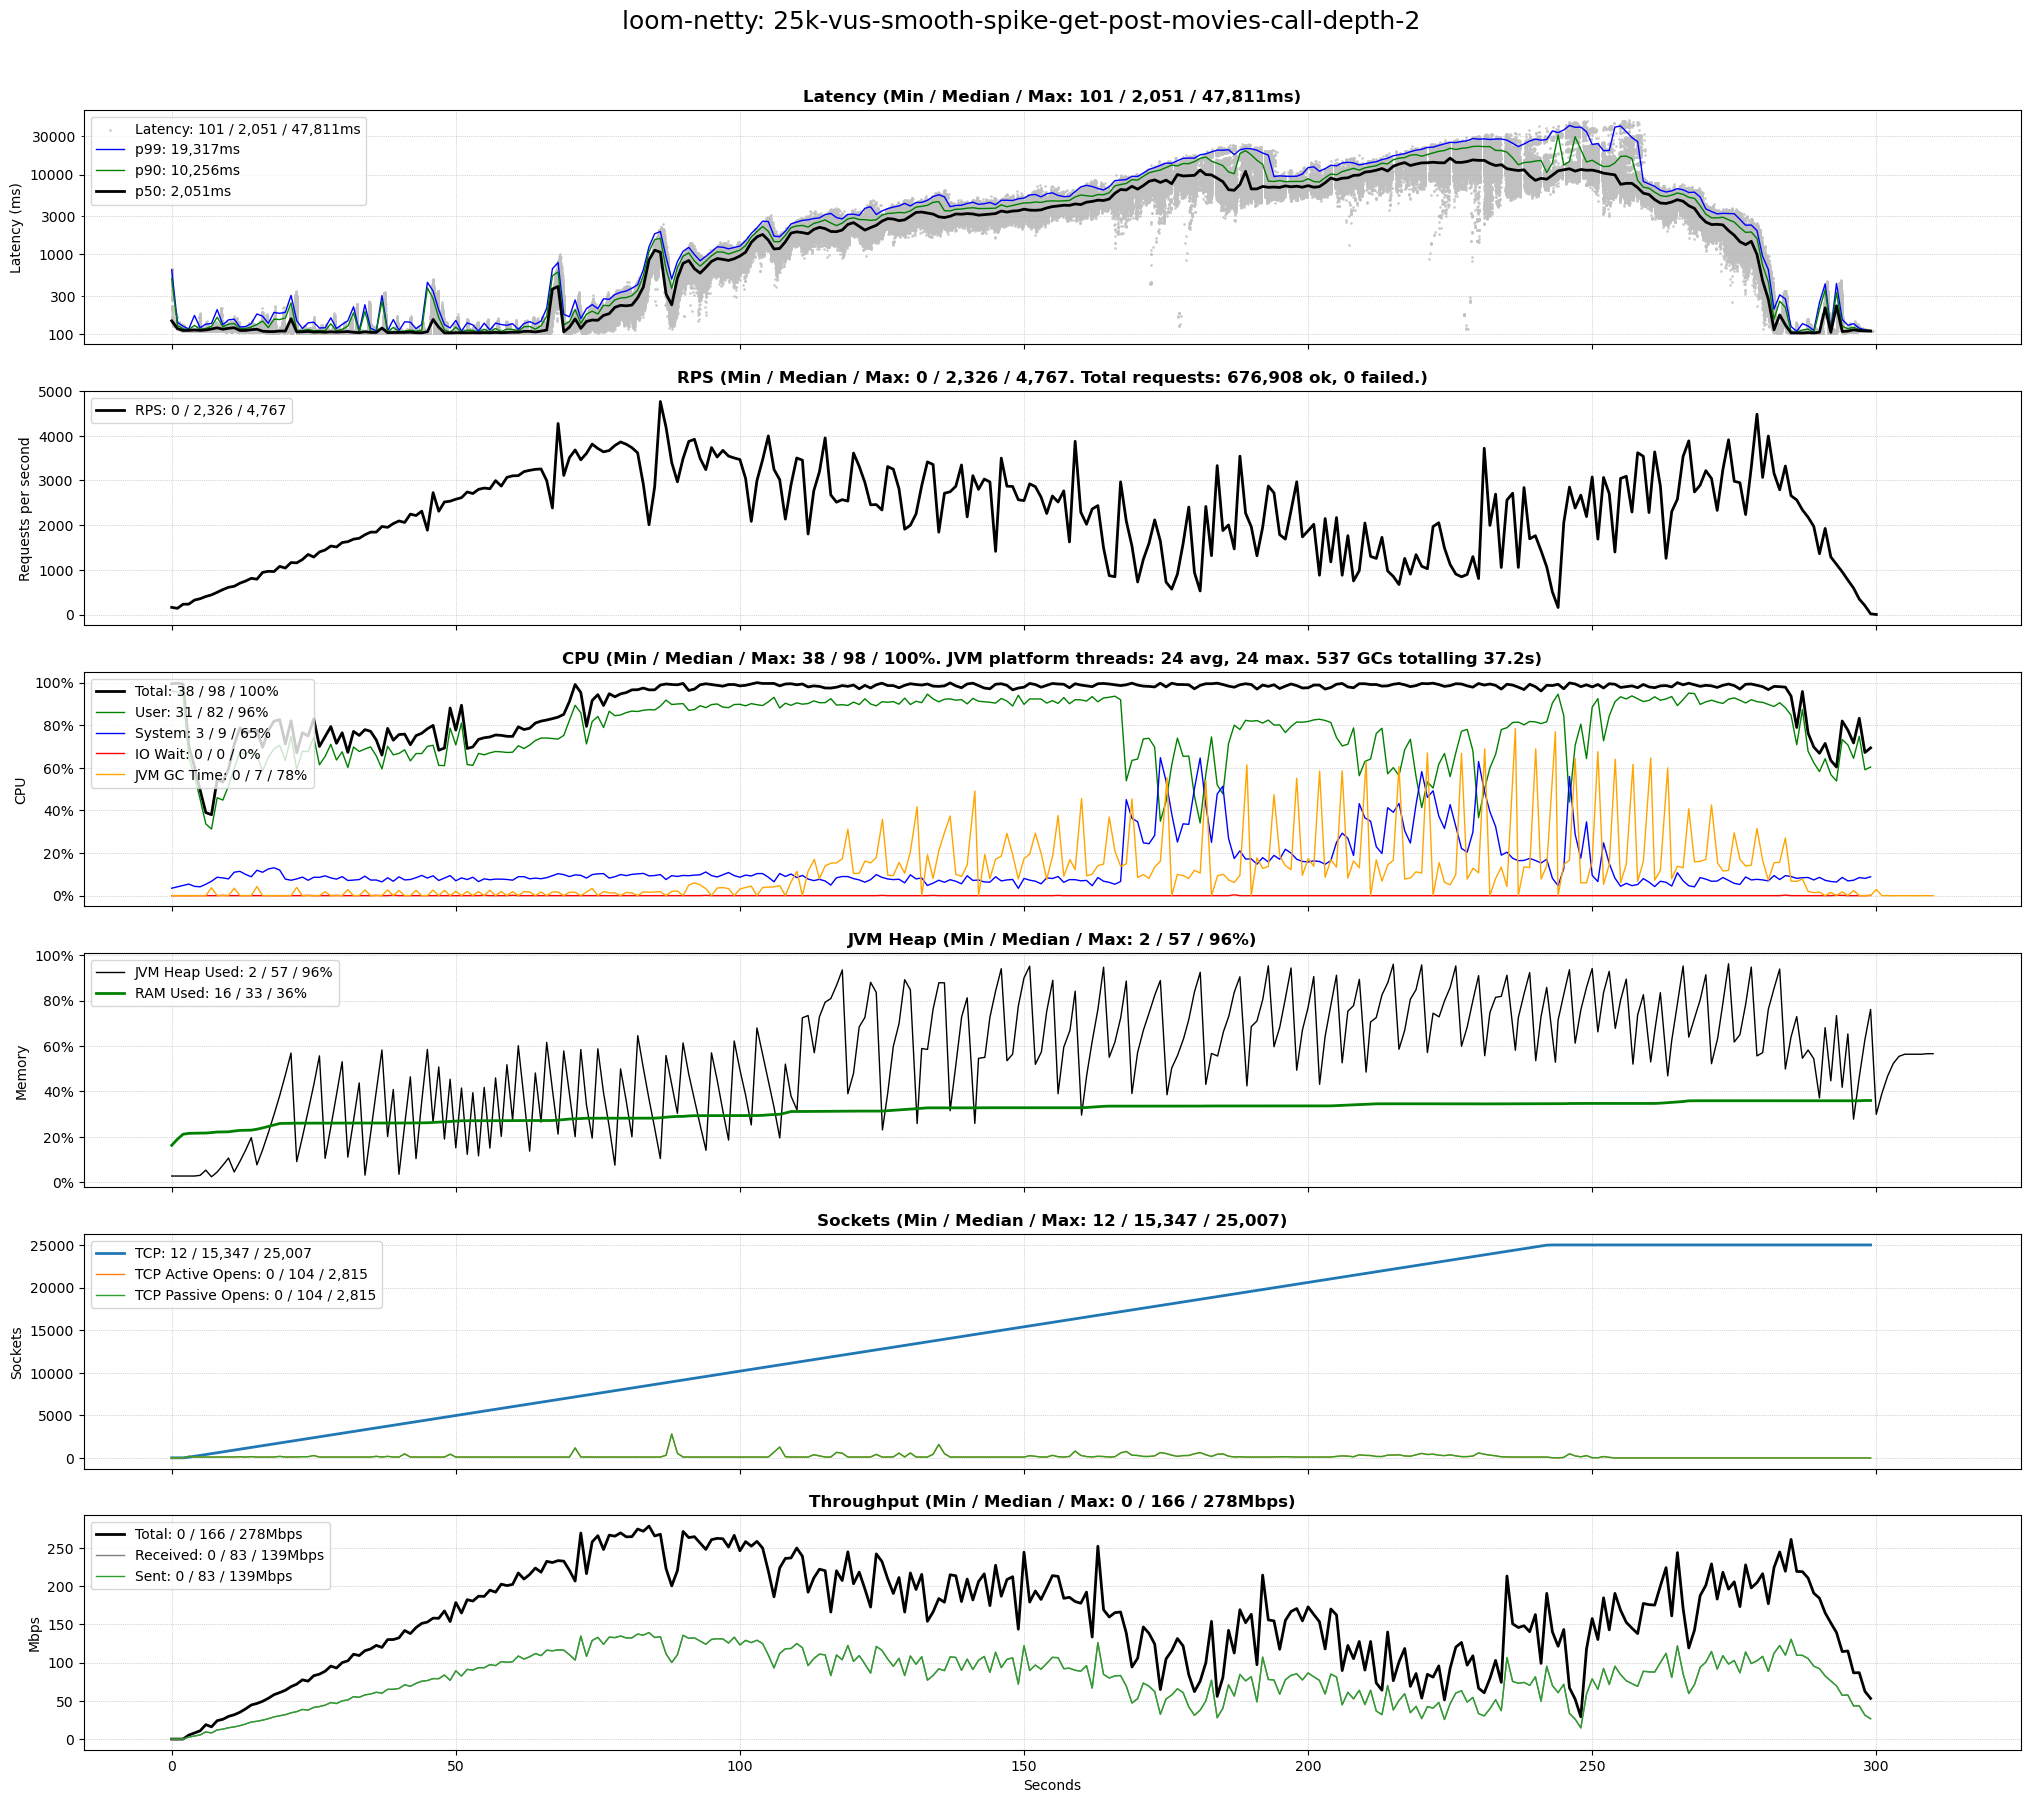 loom-netty: 25k-vus-smooth-spike-get-post-movies-call-depth-2
Latency (Min / Median / Max: 101 / 2,051 / 47,811ms)
Latency (ms)
30000
10000
3000
1000
300
100
Latency: 101 / 2,051 / 47,811ms
p99: 19,317ms
p90: 10,256ms
p50: 2,051ms
RPS (Min / Median / Max: 0 / 2,326 / 4,767. Total requests: 676,908 ok, 0 failed.)
Requests per second
5000
4000
3000
2000
1000
0
RPS: 0 / 2,326 / 4,767
CPU (Min / Median / Max: 38 / 98 / 100%. JVM platform threads: 24 avg, 24 max. 537 GCs totalling 37.2s)
CPU
100%
80%
60%
40%
20%
0%
Total: 38 / 98 / 100%
User: 31 / 82 / 96%
System: 3 / 9 / 65%
IO Wait: 0 / 0 / 0%
JVM GC Time: 0 / 7 / 78%
JVM Heap (Min / Median / Max: 2 / 57 / 96%)
Memory
100%
80%
60%
40%
20%
0%
JVM Heap Used: 2 / 57 / 96%
RAM Used: 16 / 33 / 36%
Sockets (Min / Median / Max: 12 / 15,347 / 25,007)
Sockets
25000
20000
15000
10000
5000
0
TCP: 12 / 15,347 / 25,007
TCP Active Opens: 0 / 104 / 2,815
TCP Passive Opens: 0 / 104 / 2,815
Throughput (Min / Median / Max: 0 / 166 / 278Mbps)
Mbps
250
200
150
100
50
0
Total: 0 / 166 / 278Mbps
Received: 0 / 83 / 139Mbps
Sent: 0 / 83 / 139Mbps
0 50 100 150 200 250 300
Seconds